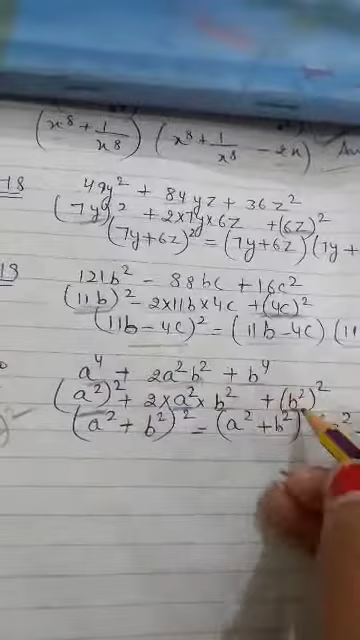 (x⁸ + 1/x⁸) (x⁸ + 1/x⁸ - 2x) An
18 49y² + 84yz + 36z²
(7y)² + 2×7y×6z + (6z)²
(7y+6z)² = (7y+6z)(7y+
19 121b² - 88bc + 16c²
(11b)² - 2×11b×4c + (4c)²
(11b - 4c)² = (11b-4c)(11
a⁴ + 2a²b² + b⁴
(a²)² + 2×a²×b² + (b²)²
(a² + b²)² = (a² + b²)